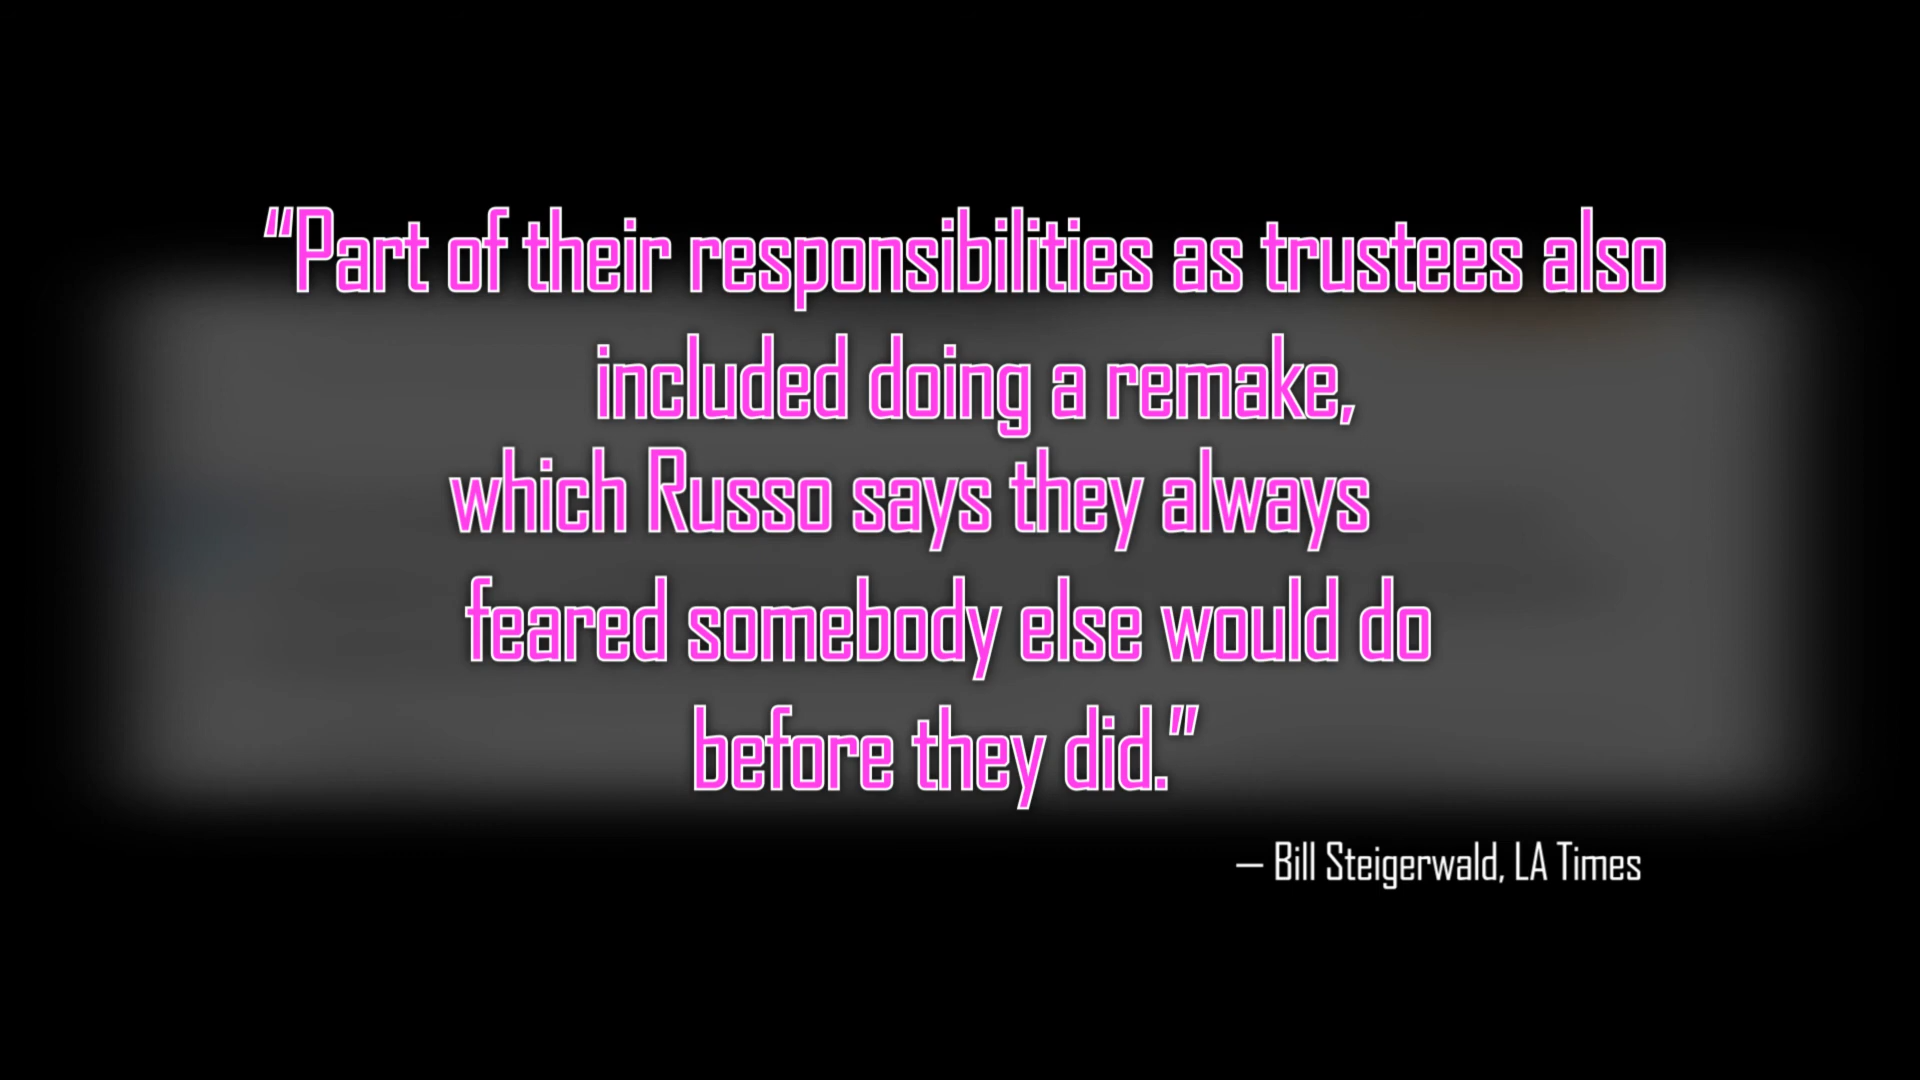 “Part of their responsibilities as trustees also
included doing a remake,
which Russo says they always
feared somebody else would do
before they did.”
– Bill Steigerwald, LA Times